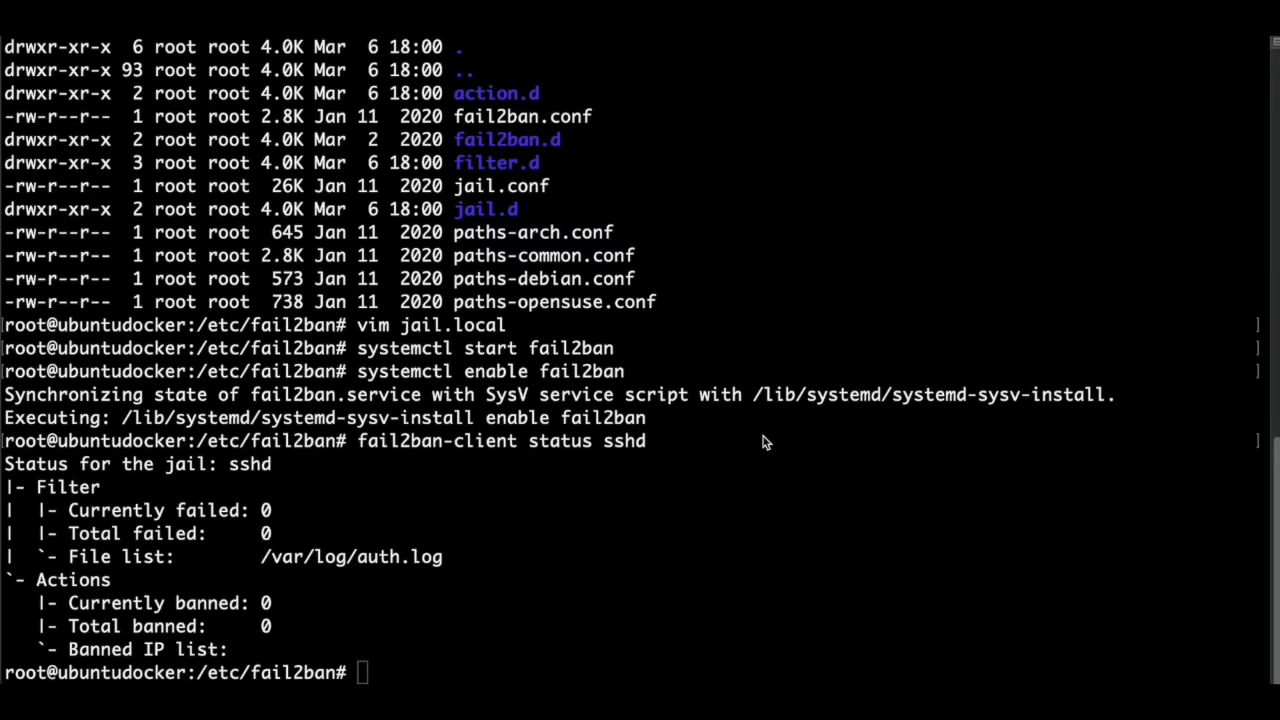 drwxr-xr-x  6 root root 4.0K Mar  6 18:00 .
drwxr-xr-x 93 root root 4.0K Mar  6 18:00 ..
drwxr-xr-x  2 root root 4.0K Mar  6 18:00 action.d
-rw-r--r--  1 root root 2.8K Jan 11  2020 fail2ban.conf
drwxr-xr-x  2 root root 4.0K Mar  2  2020 fail2ban.d
drwxr-xr-x  3 root root 4.0K Mar  6 18:00 filter.d
-rw-r--r--  1 root root  26K Jan 11  2020 jail.conf
drwxr-xr-x  2 root root 4.0K Mar  6 18:00 jail.d
-rw-r--r--  1 root root  645 Jan 11  2020 paths-arch.conf
-rw-r--r--  1 root root 2.8K Jan 11  2020 paths-common.conf
-rw-r--r--  1 root root  573 Jan 11  2020 paths-debian.conf
-rw-r--r--  1 root root  738 Jan 11  2020 paths-opensuse.conf
[root@ubuntudocker:/etc/fail2ban# vim jail.local ]
[root@ubuntudocker:/etc/fail2ban# systemctl start fail2ban ]
[root@ubuntudocker:/etc/fail2ban# systemctl enable fail2ban ]
Synchronizing state of fail2ban.service with SysV service script with /lib/systemd/systemd-sysv-install.
Executing: /lib/systemd/systemd-sysv-install enable fail2ban
[root@ubuntudocker:/etc/fail2ban# fail2ban-client status sshd ]
Status for the jail: sshd
|- Filter
|  |- Currently failed: 0
|  |- Total failed:     0
|  `- File list:        /var/log/auth.log
`- Actions
   |- Currently banned: 0
   |- Total banned:     0
   `- Banned IP list:
root@ubuntudocker:/etc/fail2ban#